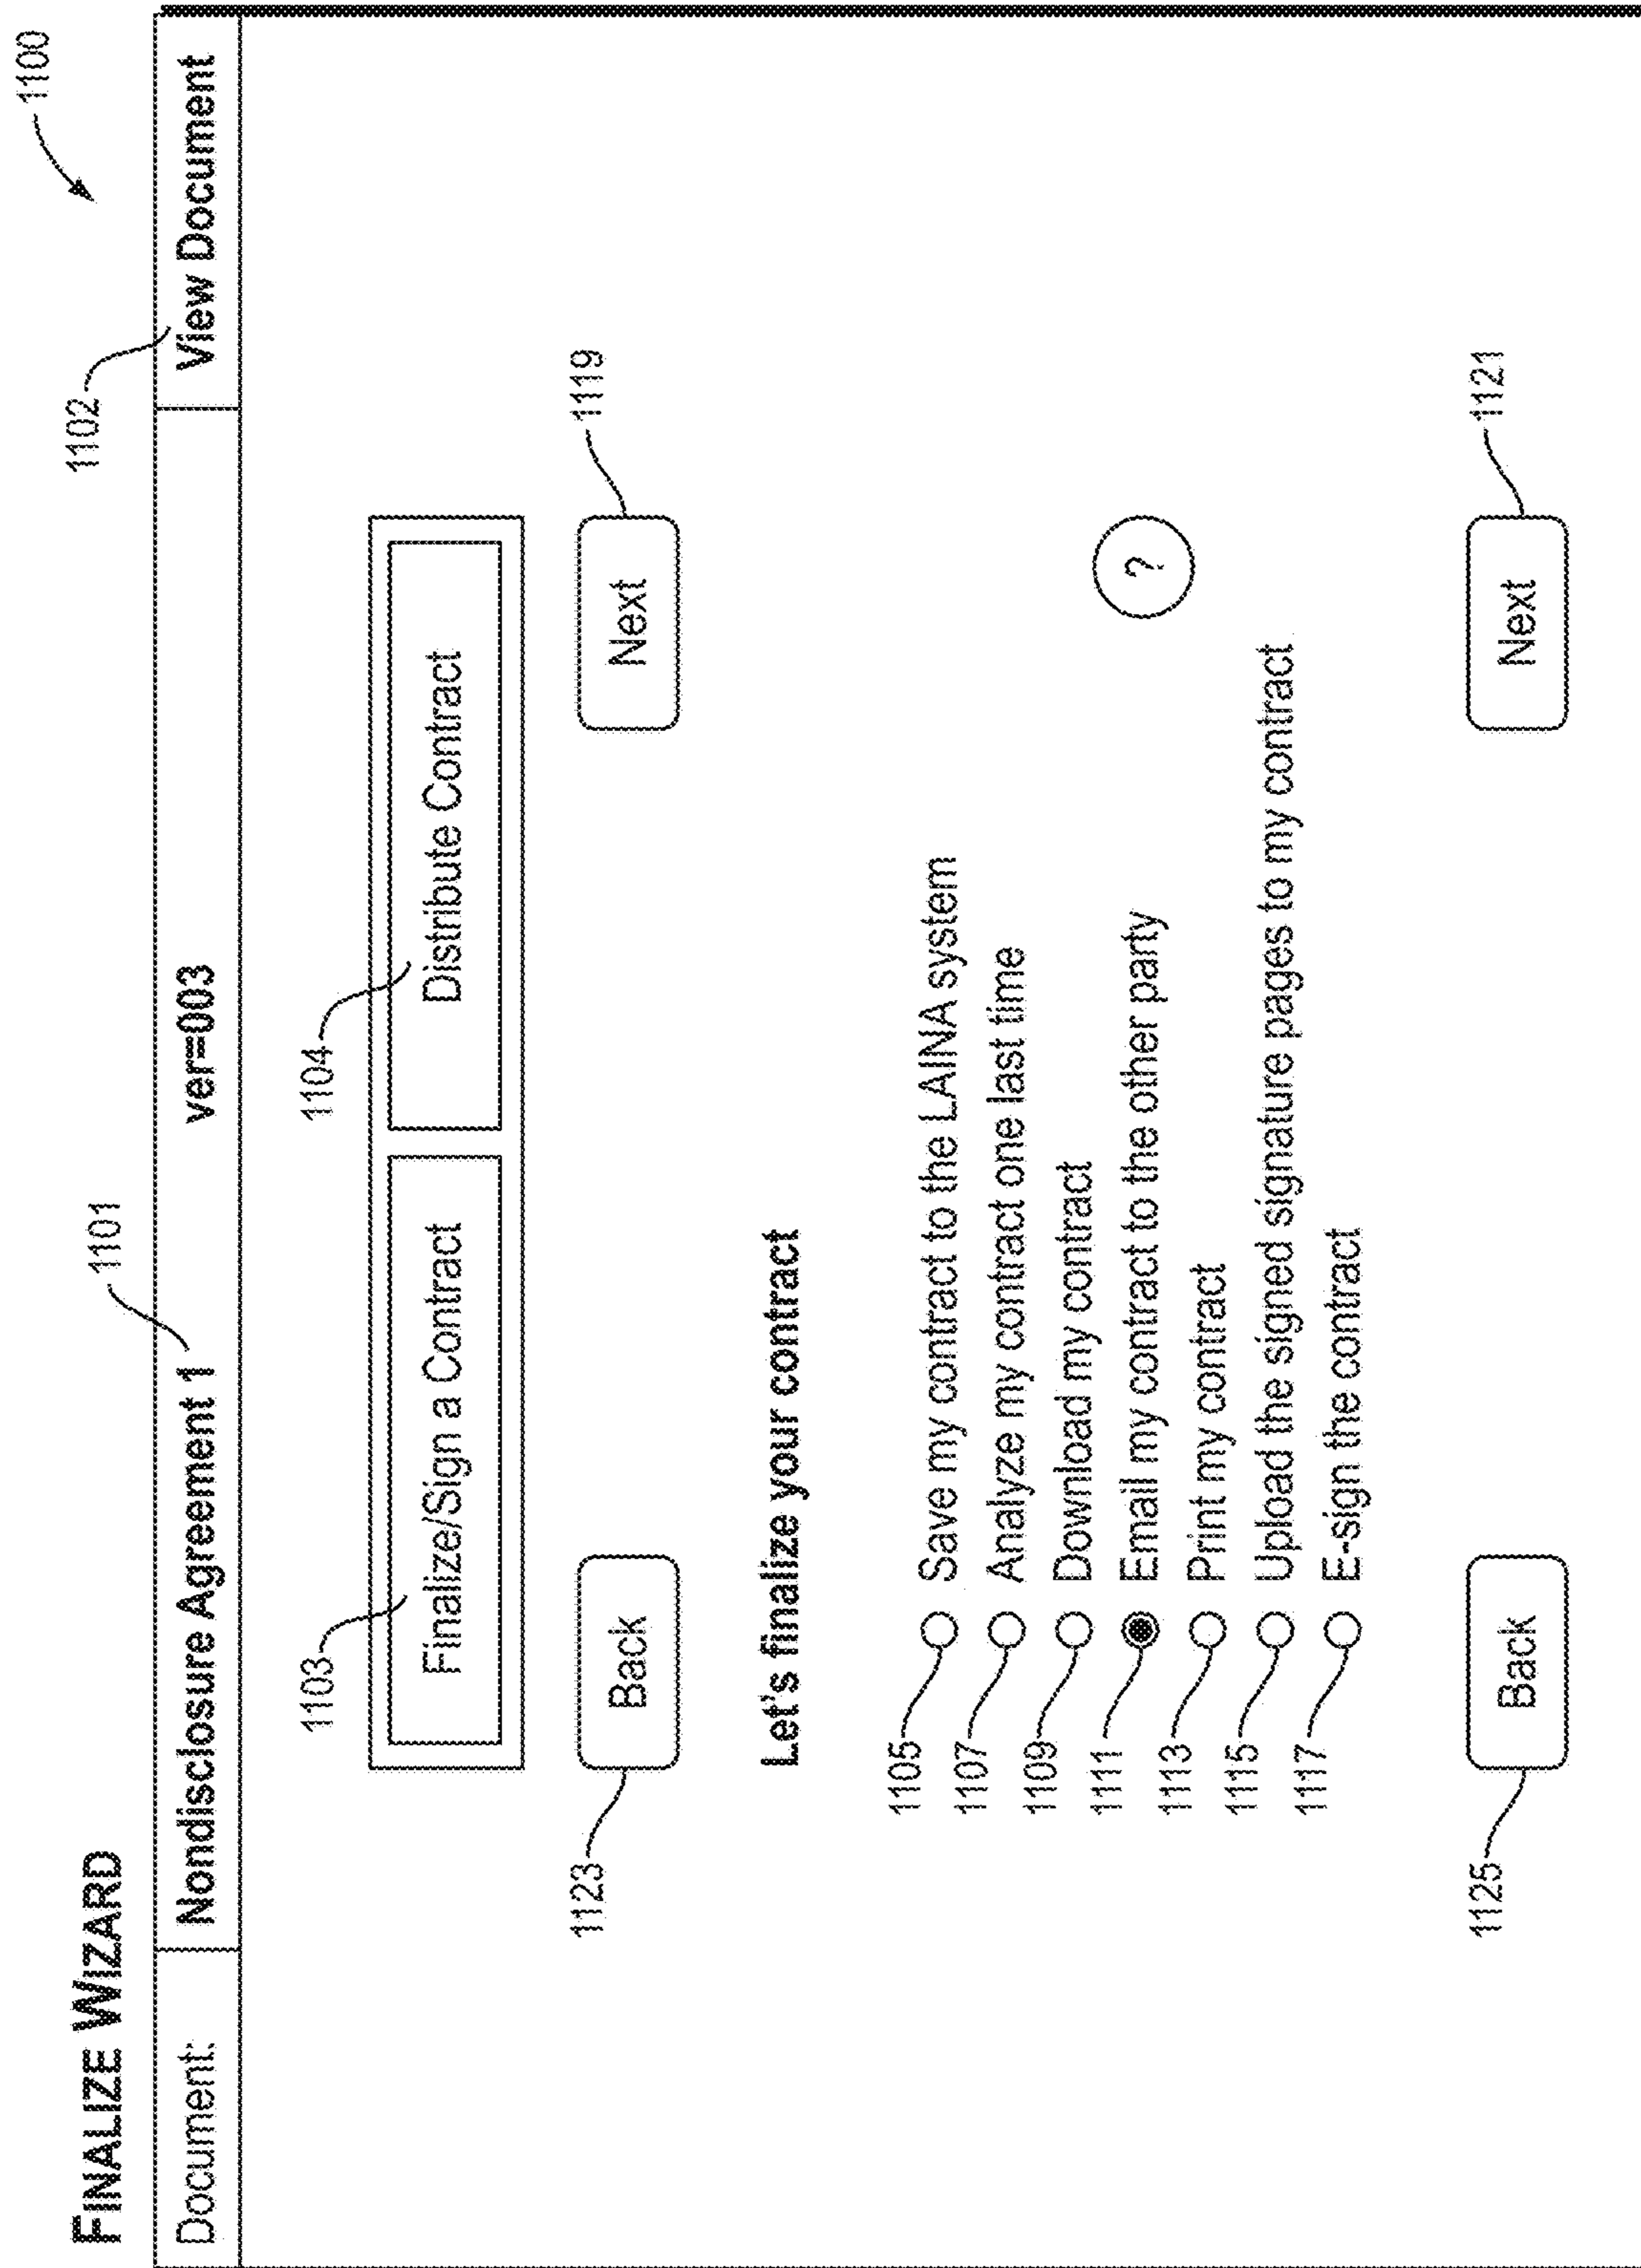 FINALIZE WIZARD
1100
1102
1101
Document: Nondisclosure Agreement 1 ver=003 View Document
1103 1104
Finalize/Sign a Contract Distribute Contract
1123 Back Next 1119
Let's finalize your contract
1105 Save my contract to the LAINA system
1107 Analyze my contract one last time
1109 Download my contract
1111 Email my contract to the other party ?
1113 Print my contract
1115 Upload the signed signature pages to my contract
1117 E-sign the contract
1125 Back Next 1121